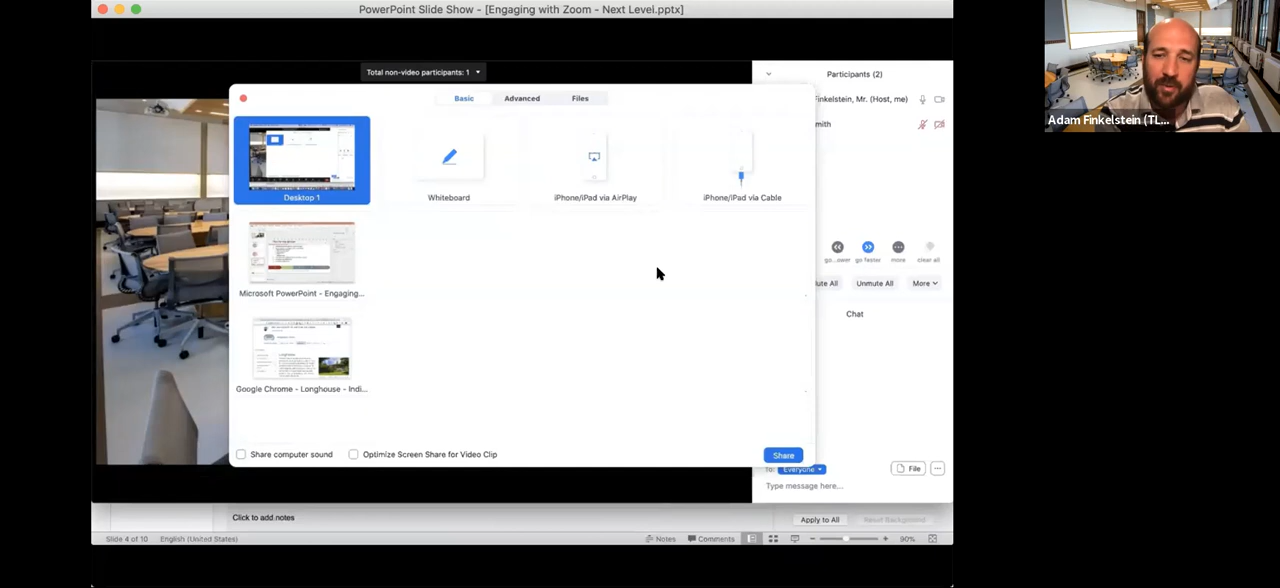 PowerPoint Slide Show - [Engaging with Zoom - Next Level.pptx]
Total non-video participants: 1
Participants (2)
Basic
Advanced
Files
Finkelstein, Mr. (Host, me)
mith
Adam Finkelstein (TL...
Desktop 1
Whiteboard
iPhone/iPad via AirPlay
iPhone/iPad via Cable
go...ower
go faster
more
clear all
ute All
Unmute All
More
Microsoft PowerPoint - Engaging...
Chat
Google Chrome - Longhouse - Indi...
Share computer sound
Optimize Screen Share for Video Clip
Share
To:
Everyone
File
Type message here...
Click to add notes
Apply to All
Reset Background
Slide 4 of 10
English (United States)
Notes
Comments
90%